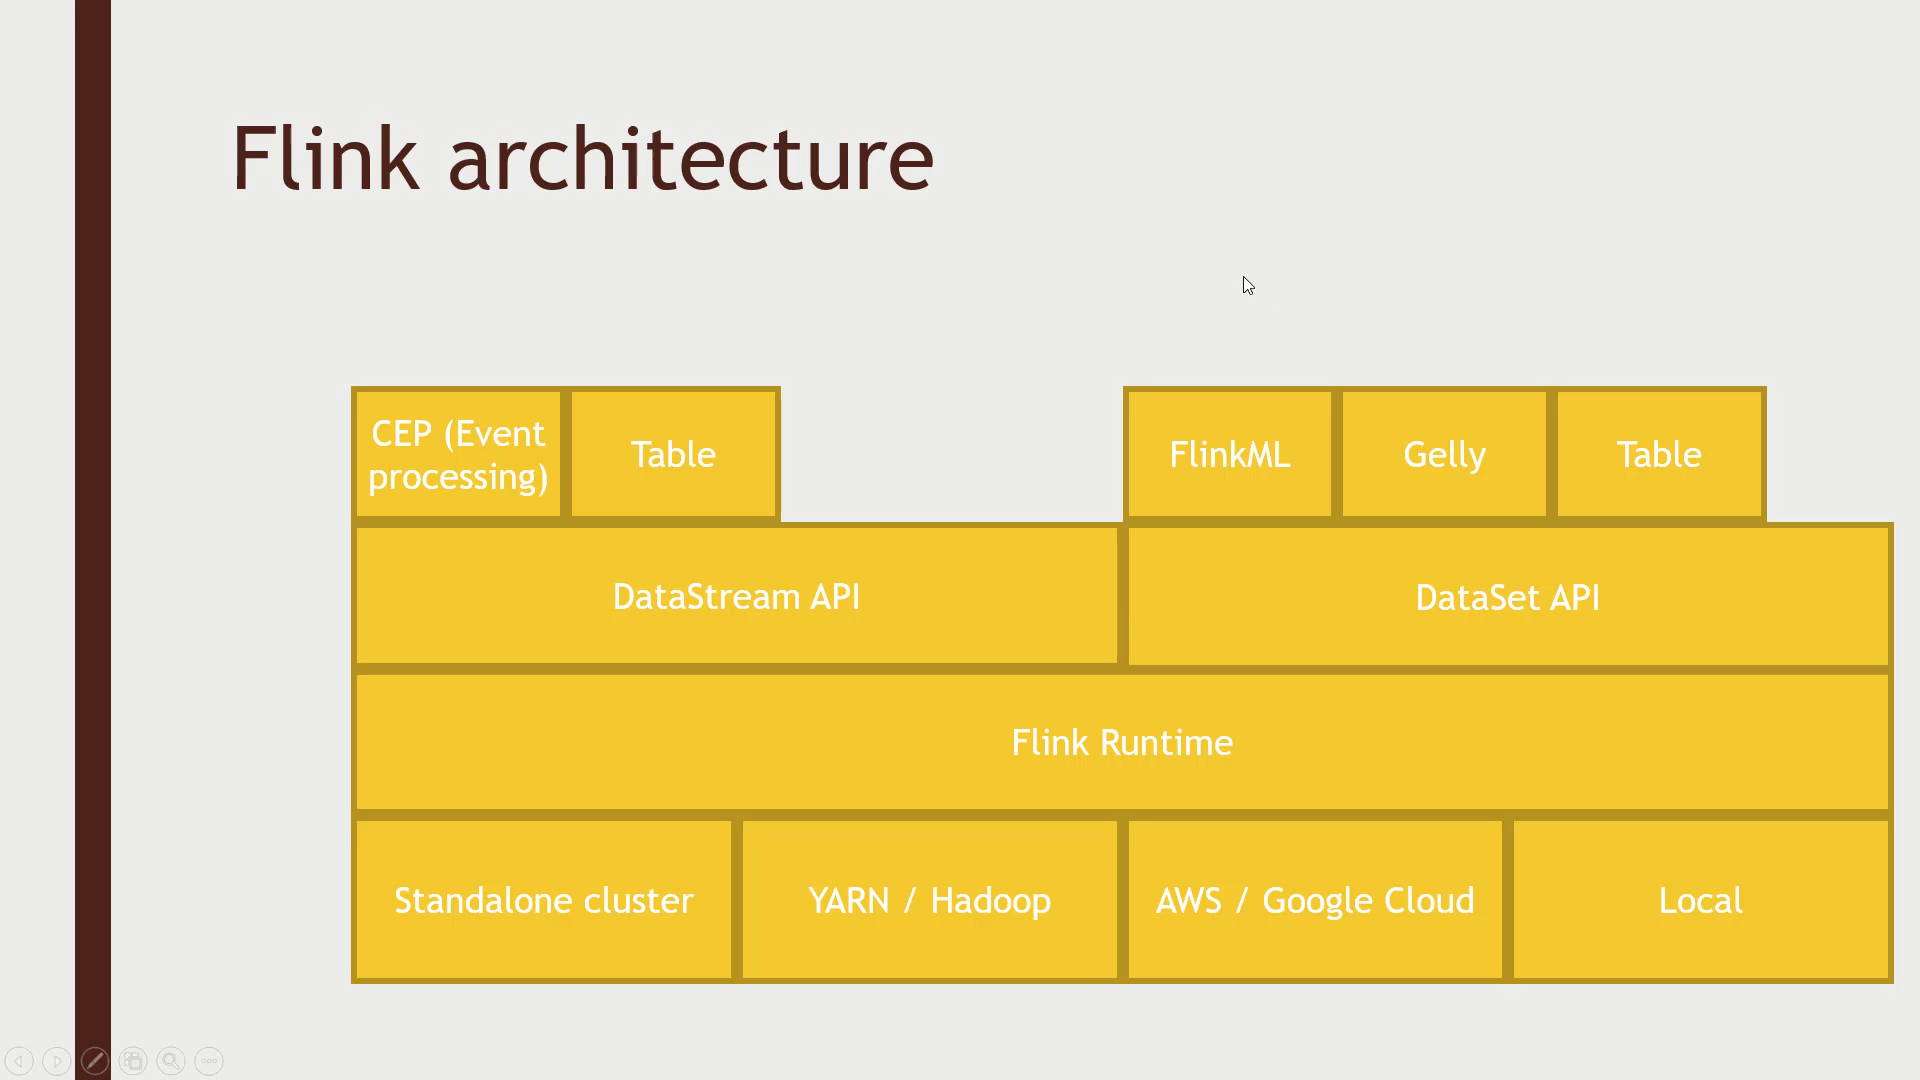 Flink architecture
CEP (Event
processing)
Table
FlinkML
Gelly
Table
DataStream API
DataSet API
Flink Runtime
Standalone cluster
YARN / Hadoop
AWS / Google Cloud
Local